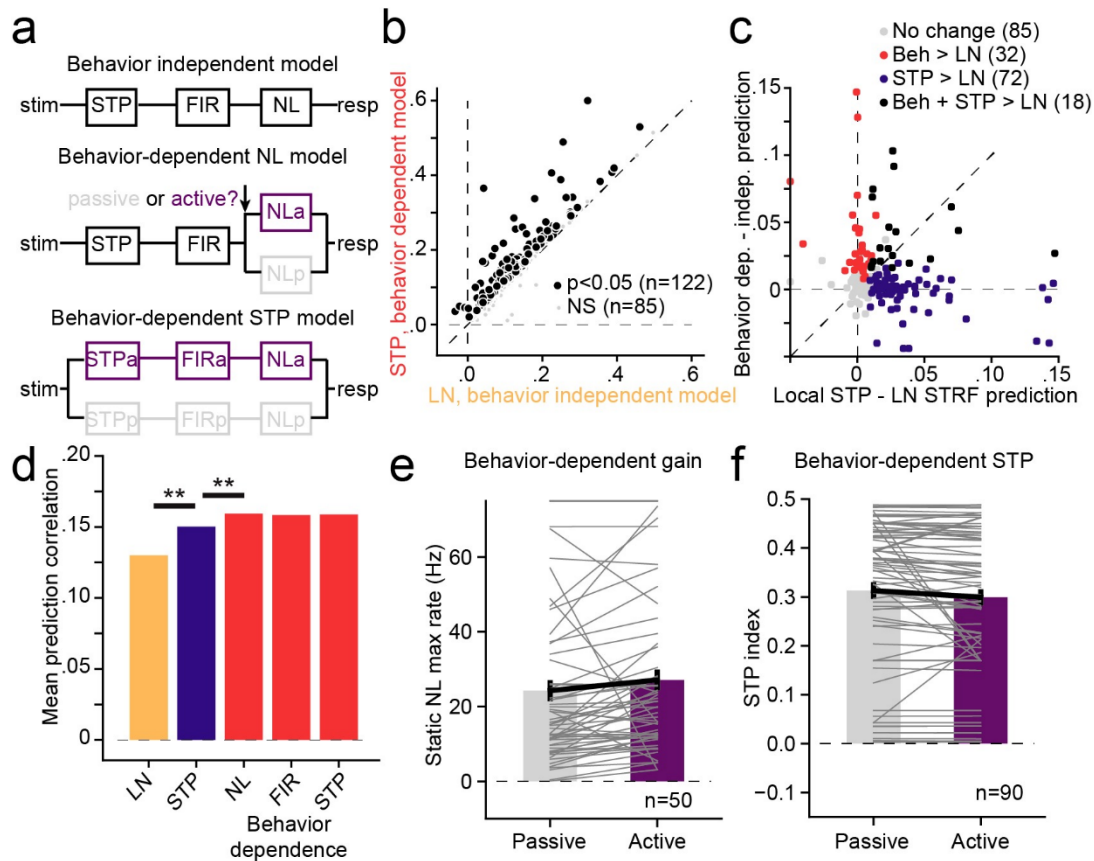 a
Behavior independent model
stim STP FIR NL resp
Behavior-dependent NL model
passive or active?
NLa
stim STP FIR resp
NLp
Behavior-dependent STP model
STPa FIRa NLa
stim resp
STPp FIRp NLp
b
STP, behavior dependent model
.6
.4
.2
.0
p<0.05 (n=122)
NS (n=85)
.0 .2 .4 .6
LN, behavior independent model
c
No change (85)
Beh > LN (32)
STP > LN (72)
Beh + STP > LN (18)
Behavior dep. - indep. prediction
.15
.1
0.05
0
0 0.05 .10 .15
Local STP - LN STRF prediction
d
Mean prediction correlation
.20
0.15
.10
.05
0
** **
LN STP NL FIR STP
Behavior
dependence
e
Behavior-dependent gain
Static NL max rate (Hz)
60
40
20
0
n=50
Passive Active
f
Behavior-dependent STP
STP index
0.5
0.4
0.3
0.3
0.1
0.0
−0.1
n=90
Passive Active